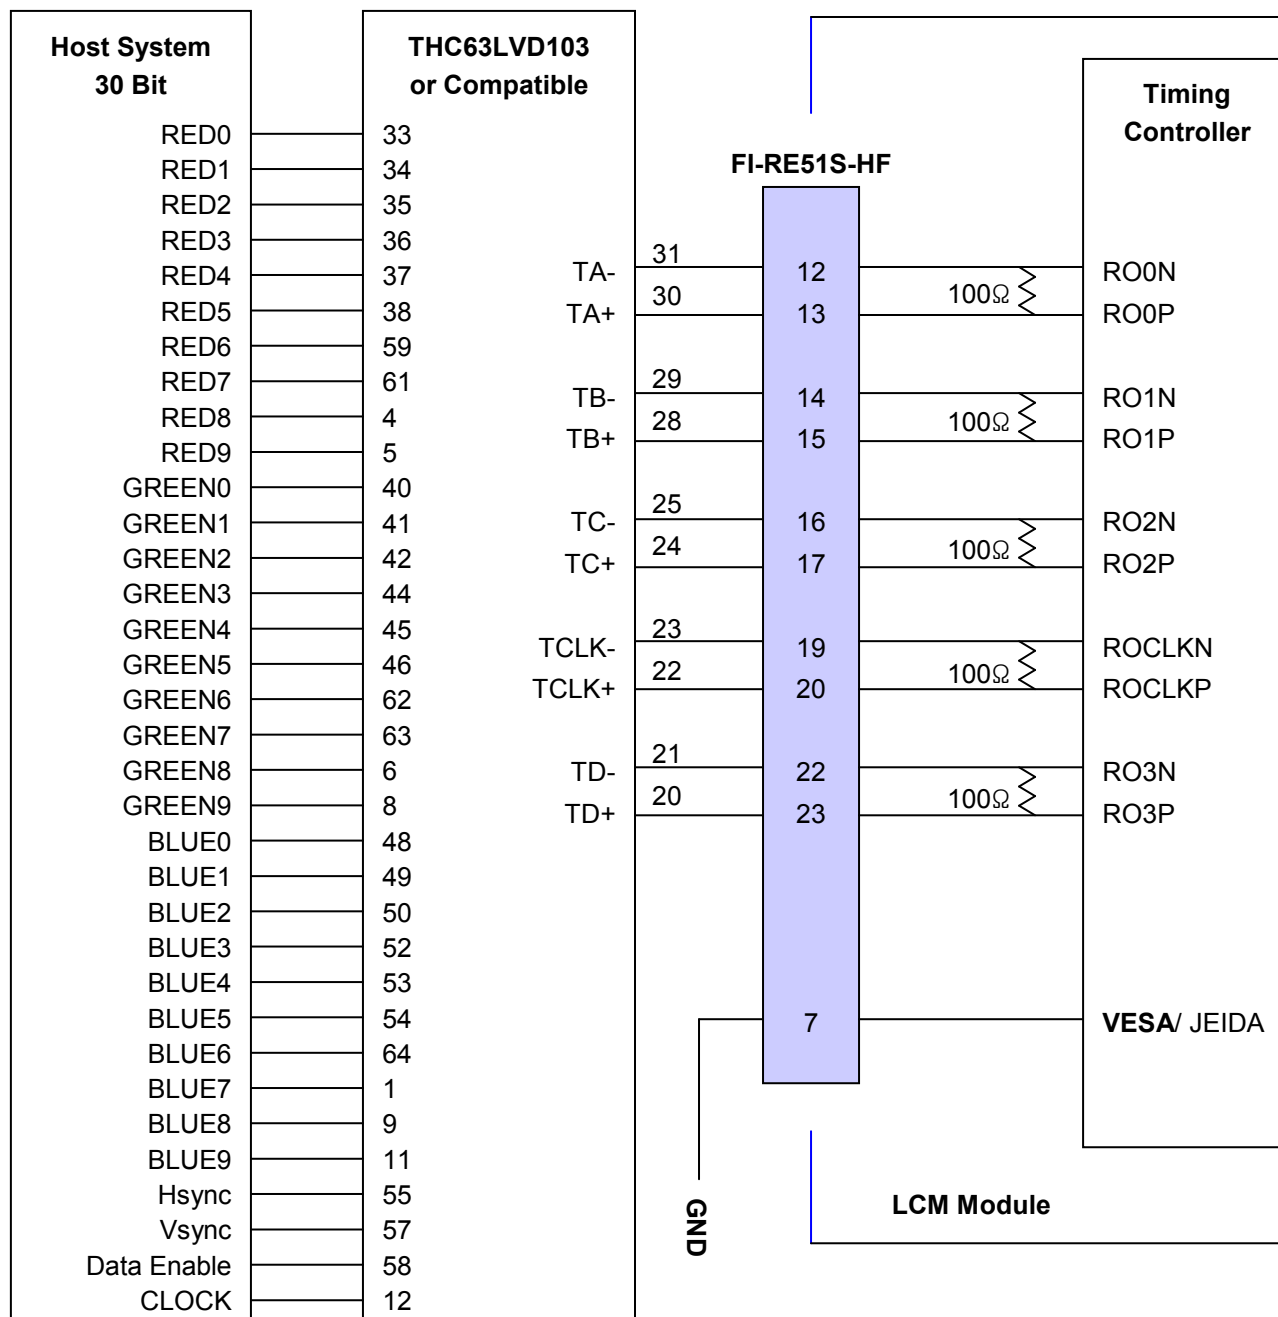 Host System
30 Bit
RED0
RED1
RED2
RED3
RED4
RED5
RED6
RED7
RED8
RED9
GREEN0
GREEN1
GREEN2
GREEN3
GREEN4
GREEN5
GREEN6
GREEN7
GREEN8
GREEN9
BLUE0
BLUE1
BLUE2
BLUE3
BLUE4
BLUE5
BLUE6
BLUE7
BLUE8
BLUE9
Hsync
Vsync
Data Enable
CLOCK
THC63LVD103
or Compatible
33
34
35
36
37
38
59
61
4
5
40
41
42
44
45
46
62
63
6
8
48
49
50
52
53
54
64
1
9
11
55
57
58
12
TA-
TA+
TB-
TB+
TC-
TC+
TCLK-
TCLK+
TD-
TD+
31
30
29
28
25
24
23
22
21
20
FI-RE51S-HF
12
13
14
15
16
17
19
20
22
23
7
GND
100Ω
100Ω
100Ω
100Ω
100Ω
Timing
Controller
RO0N
RO0P
RO1N
RO1P
RO2N
RO2P
ROCLKN
ROCLKP
RO3N
RO3P
VESA/ JEIDA
LCM Module